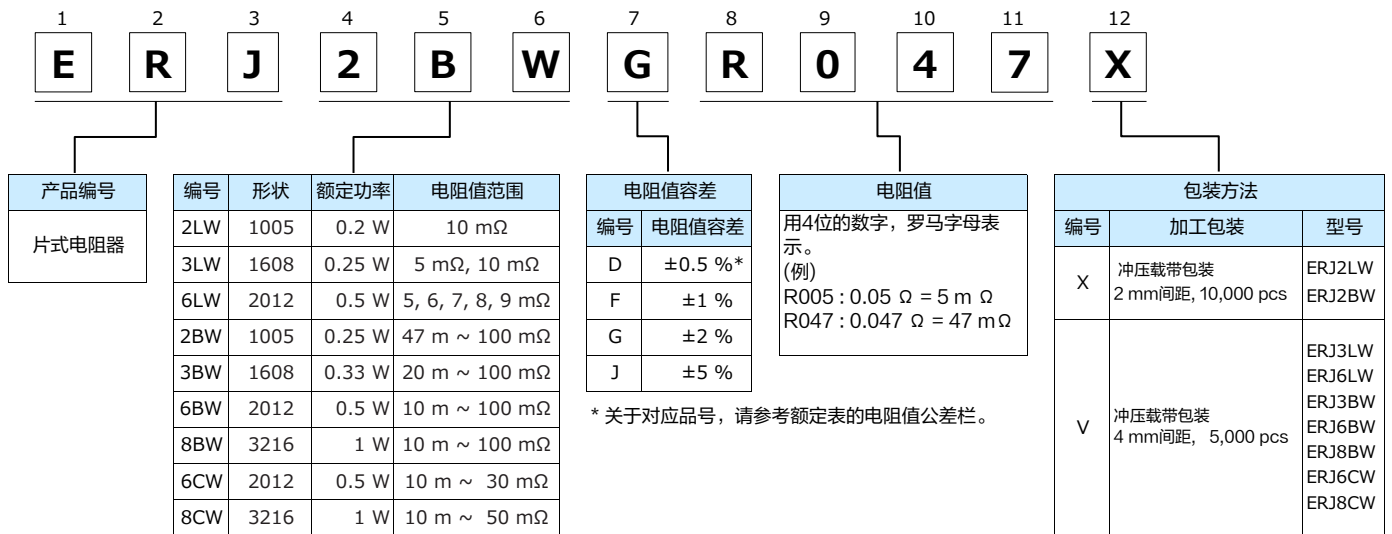 1 2 3 4 5 6 7 8 9 10 11 12
E R J 2 B W G R 0 4 7 X
产品编号
片式电阻器
编号 形状 额定功率 电阻值范围
2LW 1005 0.2 W 10 mΩ
3LW 1608 0.25 W 5 mΩ, 10 mΩ
6LW 2012 0.5 W 5, 6, 7, 8, 9 mΩ
2BW 1005 0.25 W 47 m ~ 100 mΩ
3BW 1608 0.33 W 20 m ~ 100 mΩ
6BW 2012 0.5 W 10 m ~ 100 mΩ
8BW 3216 1 W 10 m ~ 100 mΩ
6CW 2012 0.5 W 10 m ~ 30 mΩ
8CW 3216 1 W 10 m ~ 50 mΩ
电阻值容差
编号 电阻值容差
D ±0.5 %*
F ±1 %
G ±2 %
J ±5 %
* 关于对应品号，请参考额定表的电阻值公差栏。
电阻值
用4位的数字，罗马字母表
示。
(例)
R005 : 0.05 Ω = 5 m Ω
R047 : 0.047 Ω = 47 mΩ
包装方法
编号 加工包装 型号
X
冲压载带包装
2 mm间距, 10,000 pcs
ERJ2LW
ERJ2BW
V
冲压载带包装
4 mm间距, 5,000 pcs
ERJ3LW
ERJ6LW
ERJ3BW
ERJ6BW
ERJ8BW
ERJ6CW
ERJ8CW